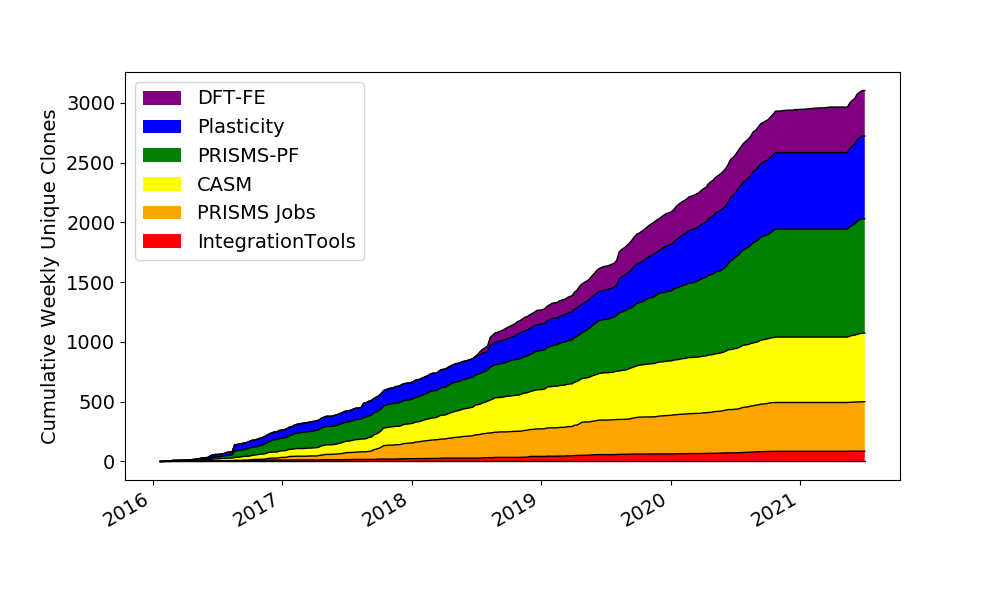 Cumulative Weekly Unique Clones
3000
2500
2000
1500
1000
500
0
DFT-FE
Plasticity
PRISMS-PF
CASM
PRISMS Jobs
IntegrationTools
2016
2017
2018
2019
2020
2021